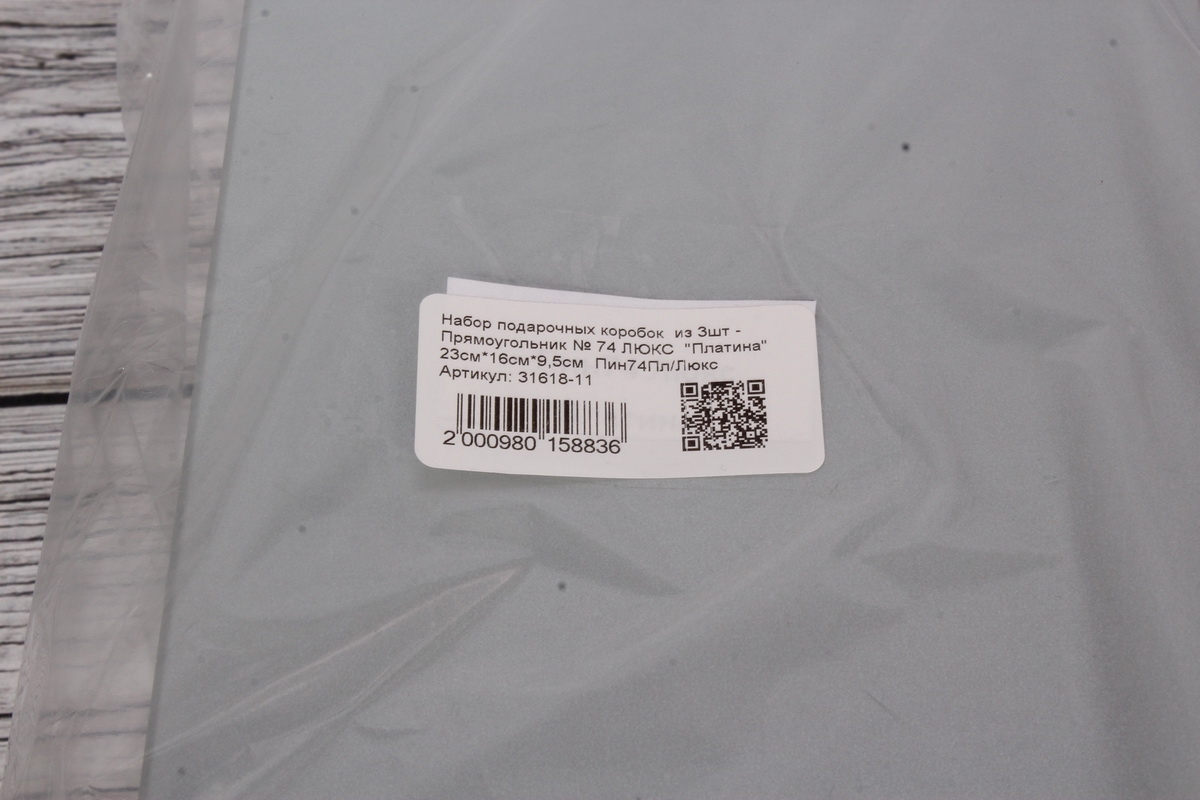 Набор подарочных коробок из 3шт -
Прямоугольник № 74 ЛЮКС "Платина"
23см*16см*9,5см Пин74Пл/Люкс
Артикул: 31618-11
2 000980 158836